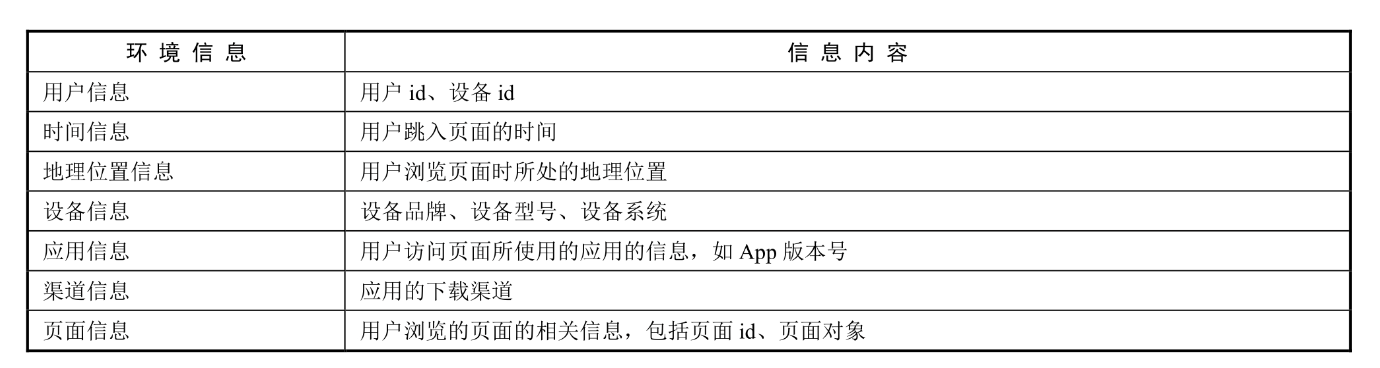 环境信息 信息内容
用户信息 用户 id、设备 id
时间信息 用户跳入页面的时间
地理位置信息 用户浏览页面时所处的地理位置
设备信息 设备品牌、设备型号、设备系统
应用信息 用户访问页面所使用的应用的信息，如 App 版本号
渠道信息 应用的下载渠道
页面信息 用户浏览的页面的相关信息，包括页面 id、页面对象